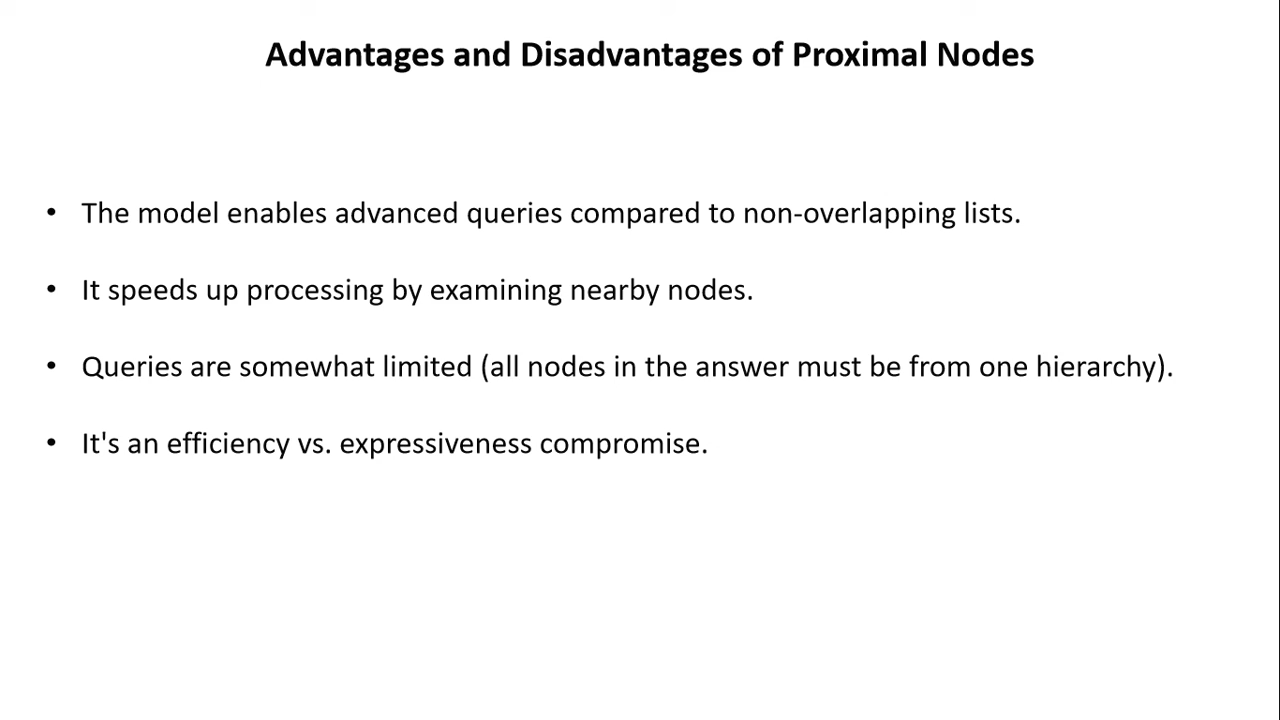 Advantages and Disadvantages of Proximal Nodes
• The model enables advanced queries compared to non-overlapping lists.
• It speeds up processing by examining nearby nodes.
• Queries are somewhat limited (all nodes in the answer must be from one hierarchy).
• It's an efficiency vs. expressiveness compromise.